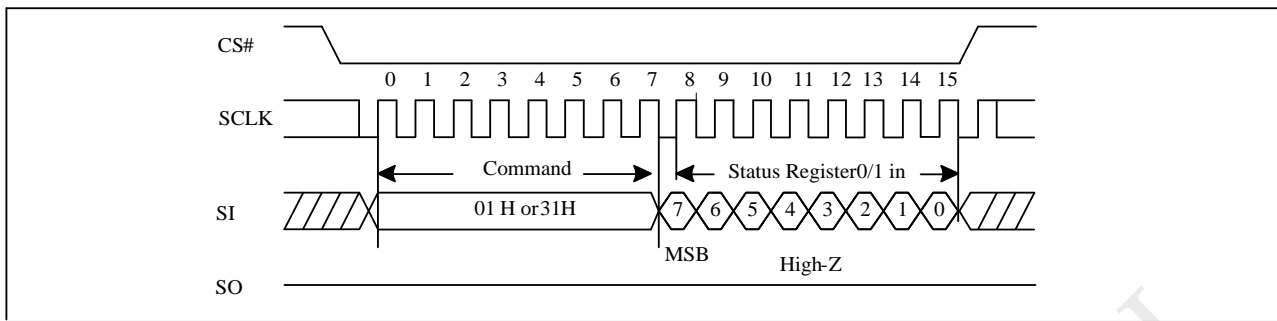 CS#
0 1 2 3 4 5 6 7 8 9 10 11 12 13 14 15
SCLK
Command Status Register0/1 in
SI 01 H or31H 7 6 5 4 3 2 1 0
MSB High-Z
SO